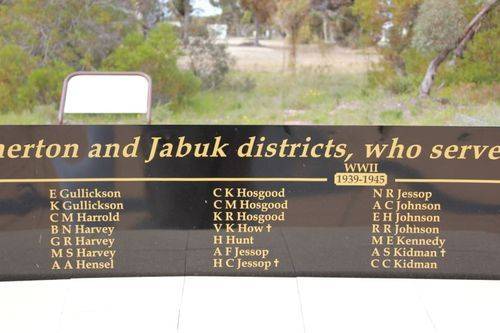 nerton and Jabuk districts, who serve
WWII
1939-1945
E Gullickson
K Gullickson
C M Harrold
B N Harvey
G R Harvey
M S Harvey
A A Hensel
C K Hosgood
C M Hosgood
K R Hosgood
V K How †
H Hunt
A F Jessop
H C Jessop †
N R Jessop
A C Johnson
E H Johnson
R R Johnson
M E Kennedy
A S Kidman †
C C Kidman